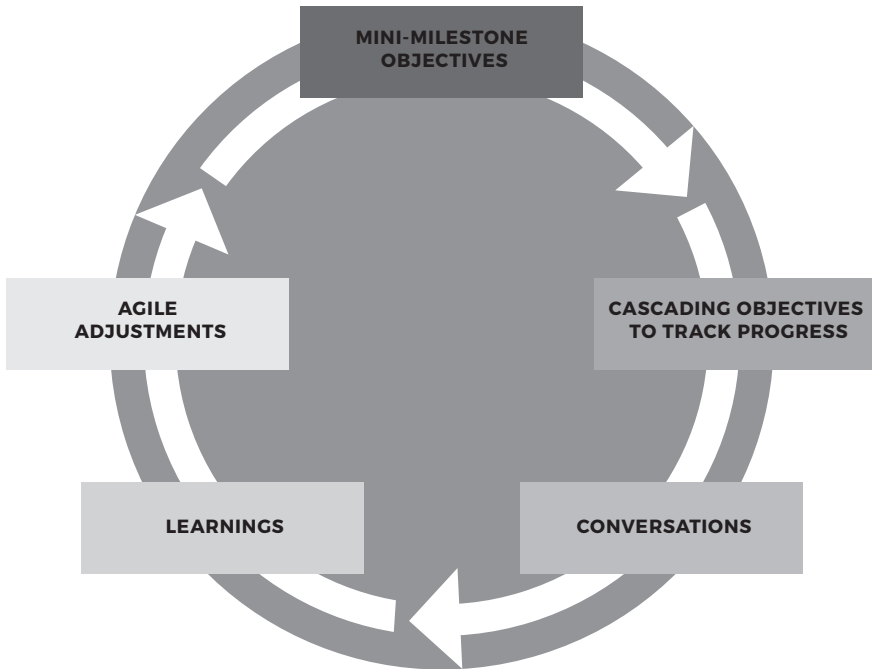 MINI-MILESTONE
OBJECTIVES
CASCADING OBJECTIVES
TO TRACK PROGRESS
CONVERSATIONS
LEARNINGS
AGILE
ADJUSTMENTS